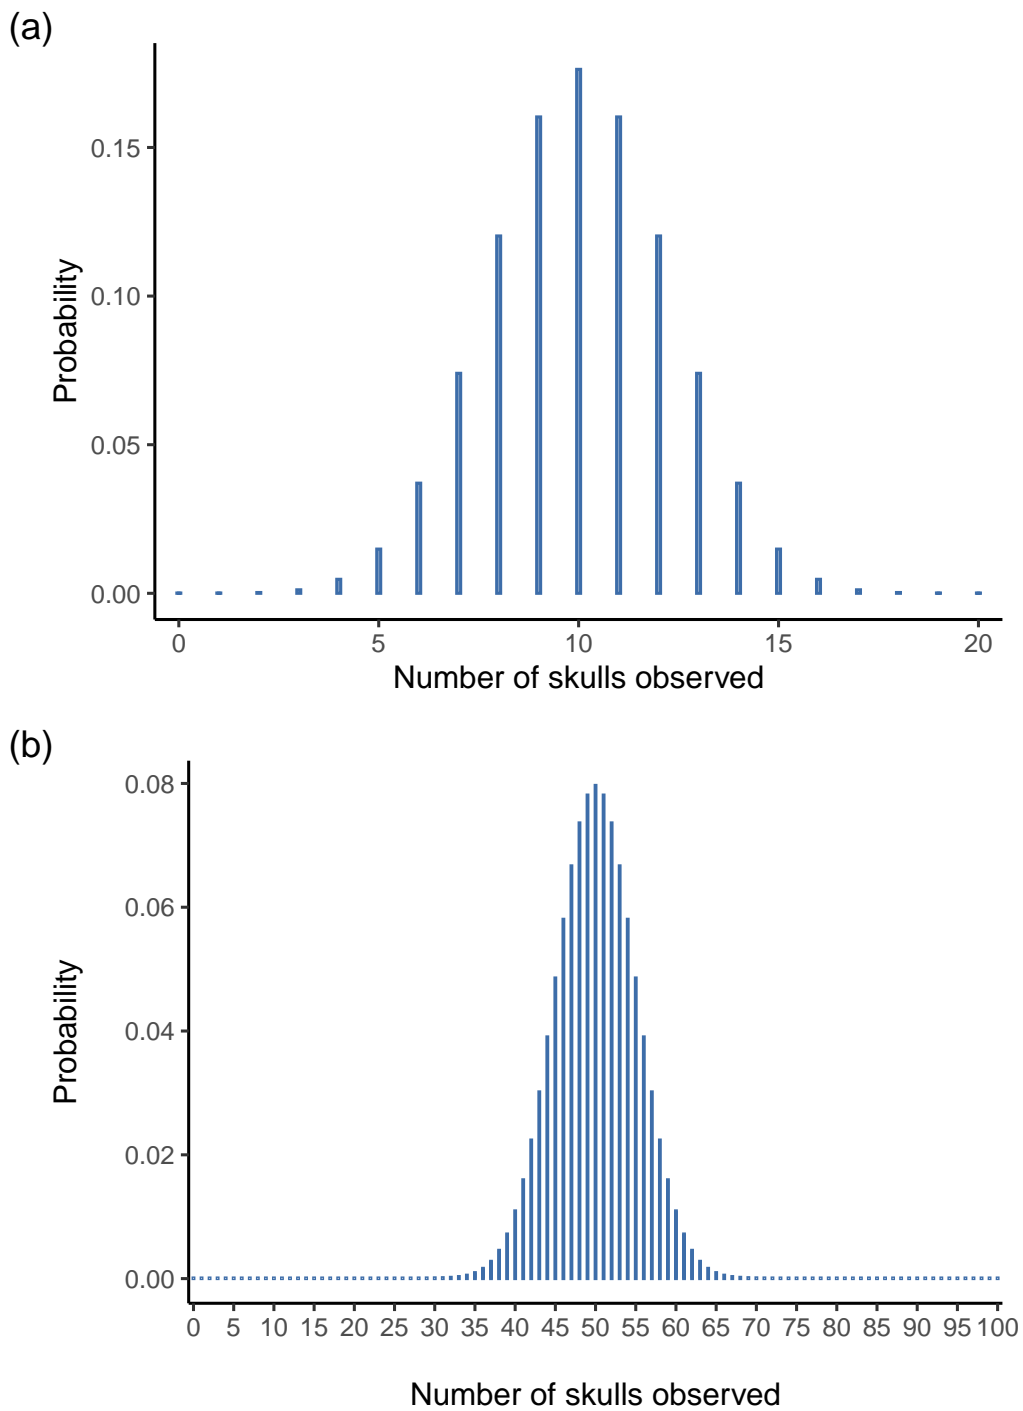 (a)
0.15
0.10
0.05
0.00
Probability
0 5 10 15 20
Number of skulls observed
(b)
0.08
0.06
0.04
0.02
0.00
Probability
0 5 10 15 20 25 30 35 40 45 50 55 60 65 70 75 80 85 90 95 100
Number of skulls observed